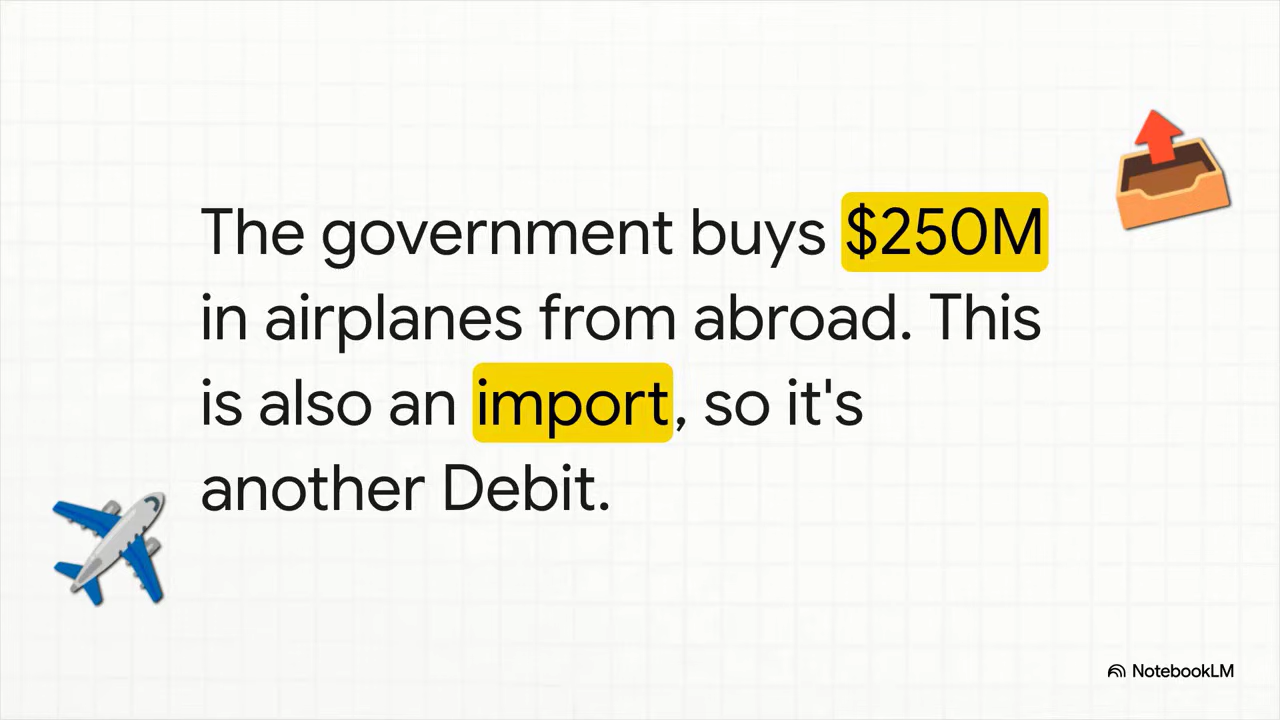 The government buys $250M
in airplanes from abroad. This
is also an import, so it's
another Debit.
NotebookLM